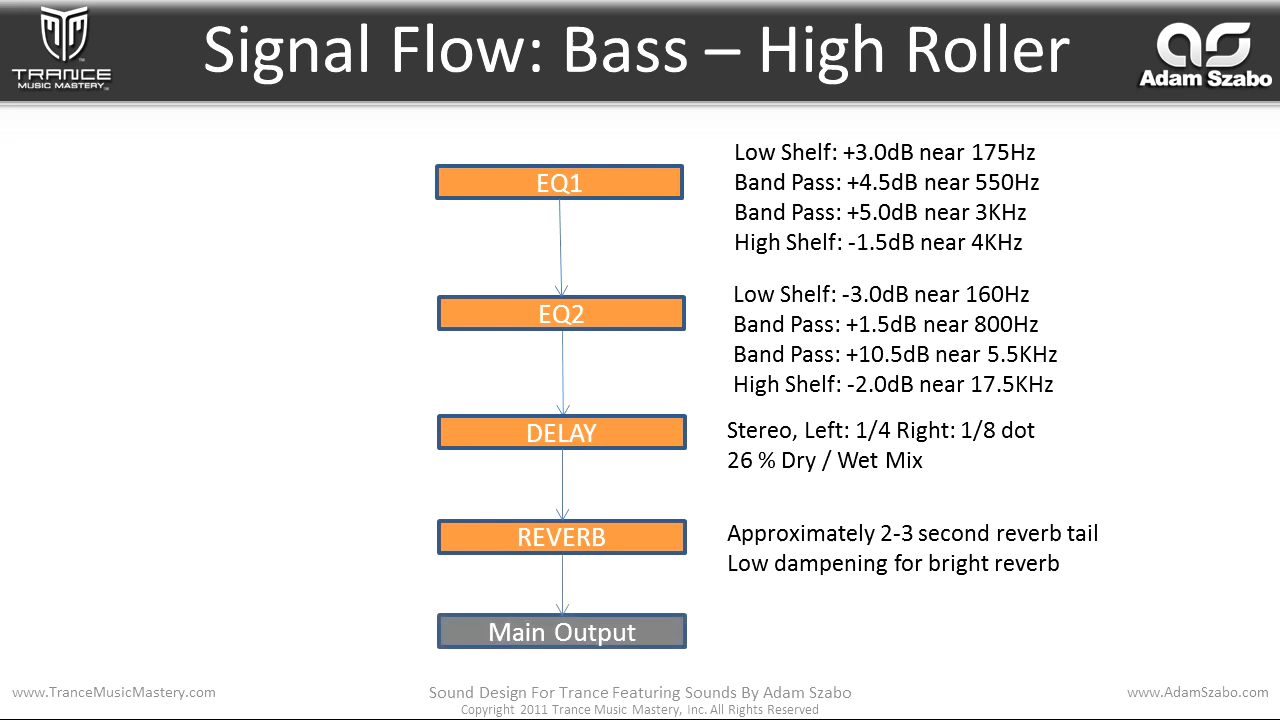 TRANCE
MUSIC MASTERY™
Signal Flow: Bass – High Roller
Adam Szabo
EQ1
Low Shelf: +3.0dB near 175Hz
Band Pass: +4.5dB near 550Hz
Band Pass: +5.0dB near 3KHz
High Shelf: -1.5dB near 4KHz
EQ2
Low Shelf: -3.0dB near 160Hz
Band Pass: +1.5dB near 800Hz
Band Pass: +10.5dB near 5.5KHz
High Shelf: -2.0dB near 17.5KHz
DELAY
Stereo, Left: 1/4 Right: 1/8 dot
26 % Dry / Wet Mix
REVERB
Approximately 2-3 second reverb tail
Low dampening for bright reverb
Main Output
www.TranceMusicMastery.com
Sound Design For Trance Featuring Sounds By Adam Szabo
Copyright 2011 Trance Music Mastery, Inc. All Rights Reserved
www.AdamSzabo.com